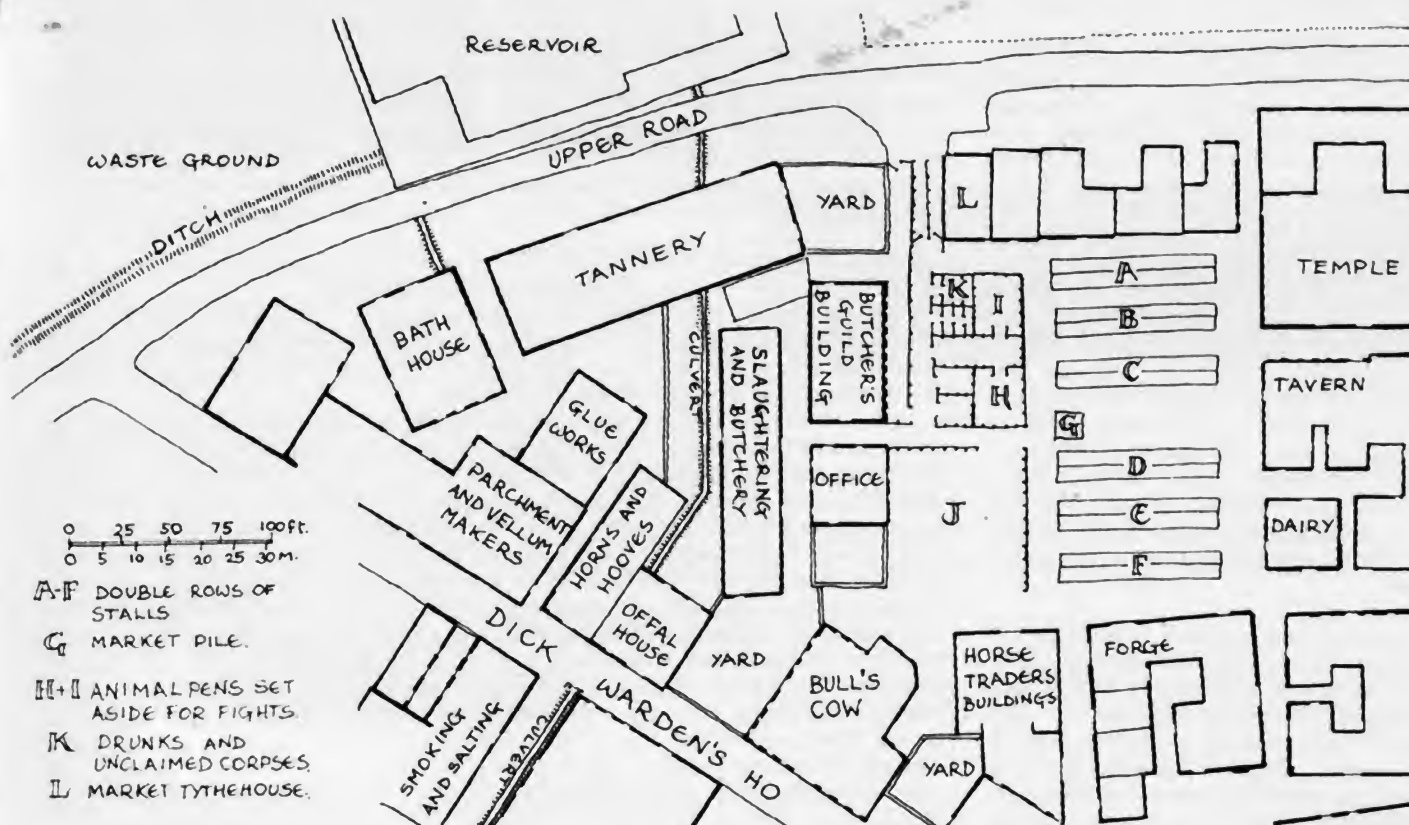 RESERVOIR
WASTE GROUND
UPPER ROAD
DITCH
YARD
L
TANNERY
A
TEMPLE
K
I
BATH
HOUSE
BUTCHER'S
GUILD
BUILDING
B
CULVERT
SLAUGHTERING
AND BUTCHERY
C
TAVERN
H
GLUE
WORKS
G
PARCHMENT
AND VELLUM
MAKERS
OFFICE
D
HORNS AND
HOOVES
J
E
DAIRY
F
0 25 50 75 100ft.
0 5 10 15 20 25 30m.
A-F DOUBLE ROWS OF
STALLS
G MARKET PILE.
H+I ANIMAL PENS SET
ASIDE FOR FIGHTS.
K DRUNKS AND
UNCLAIMED CORPSES.
L MARKET TYTHEHOUSE.
OFFAL
HOUSE
DICK WARDEN'S HO
YARD
BULL'S
COW
HORSE
TRADERS
BUILDINGS
FORGE
SMOKING
AND SALTING
CULVERT
YARD